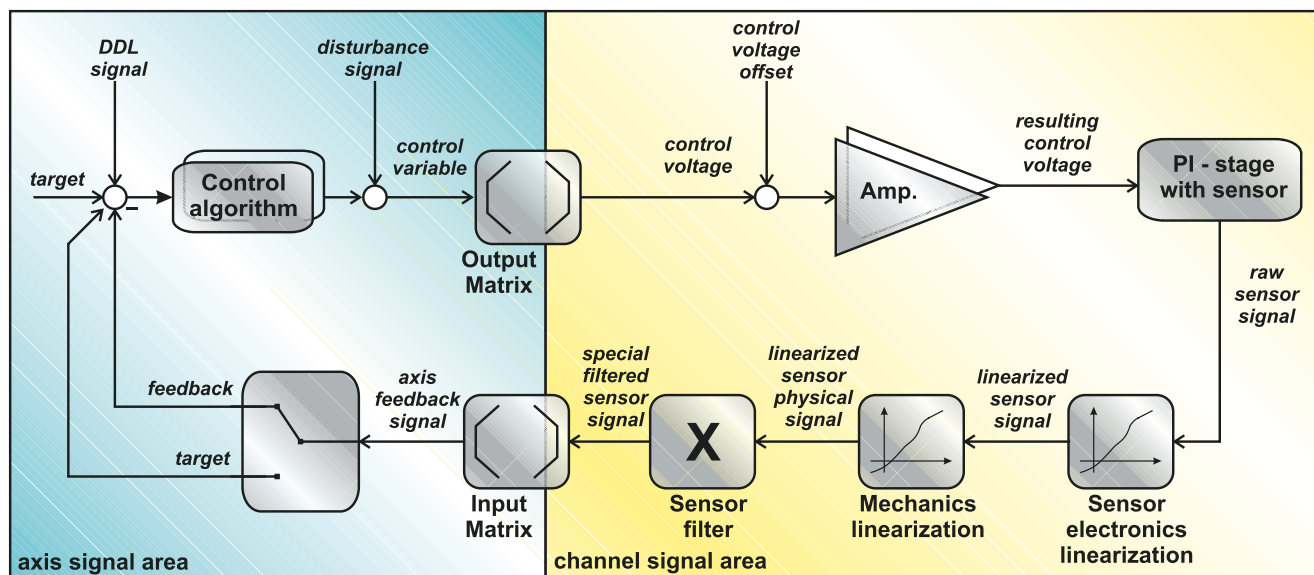 DDL
signal
disturbance
signal
control
voltage
offset
target
–
Control
algorithm
control
variable
Output
Matrix
control
voltage
Amp.
resulting
control
voltage
PI - stage
with sensor
raw
sensor
signal
feedback
target
axis
feedback
signal
Input
Matrix
special
filtered
sensor
signal
X
Sensor
filter
linearized
sensor
physical
signal
Mechanics
linearization
linearized
sensor
signal
Sensor
electronics
linearization
axis signal area
channel signal area